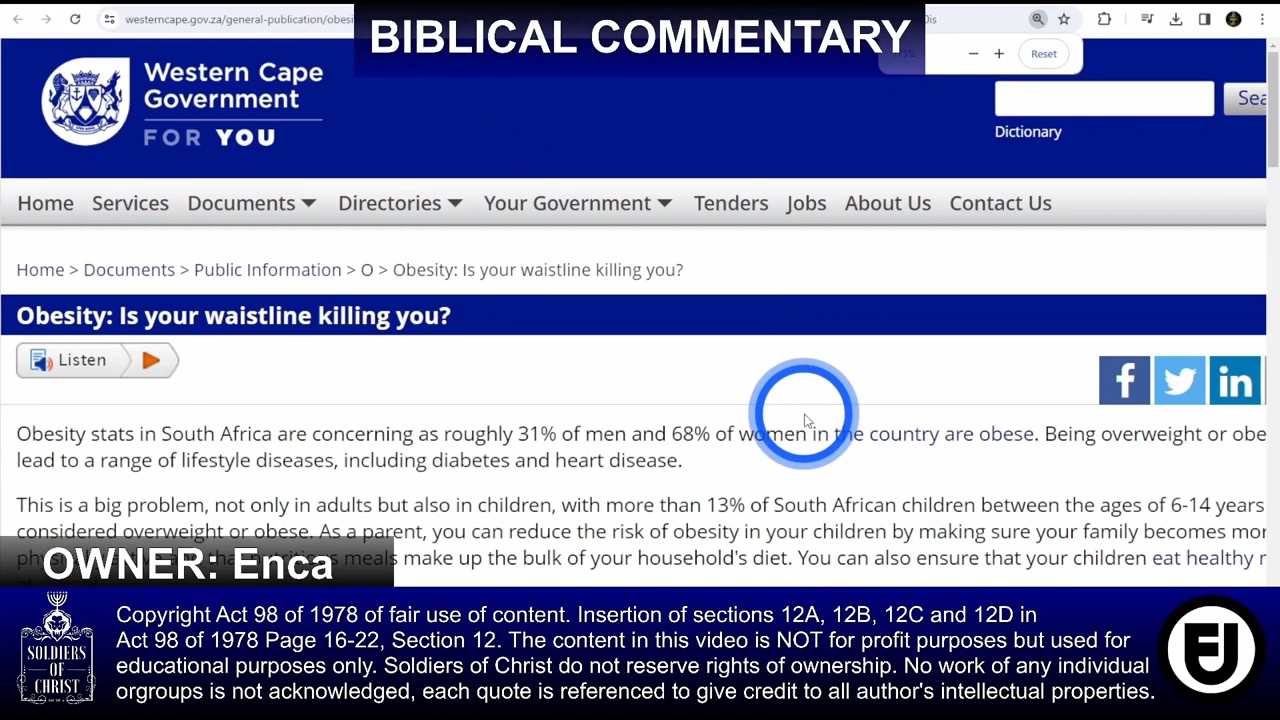 westerncape.gov.za/general-publication/obesi
BIBLICAL COMMENTARY
Reset
Western Cape
Government
FOR YOU
Sea
Dictionary
Home Services Documents Directories Your Government Tenders Jobs About Us Contact Us
Home > Documents > Public Information > O > Obesity: Is your waistline killing you?
Obesity: Is your waistline killing you?
Listen
f in
Obesity stats in South Africa are concerning as roughly 31% of men and 68% of women in the country are obese. Being overweight or obe
lead to a range of lifestyle diseases, including diabetes and heart disease.
This is a big problem, not only in adults but also in children, with more than 13% of South African children between the ages of 6-14 years
considered overweight or obese. As a parent, you can reduce the risk of obesity in your children by making sure your family becomes mor
meals make up the bulk of your household's diet. You can also ensure that your children eat healthy
OWNER: Enca
Copyright Act 98 of 1978 of fair use of content. Insertion of sections 12A, 12B, 12C and 12D in
Act 98 of 1978 Page 16-22, Section 12. The content in this video is NOT for profit purposes but used for
educational purposes only. Soldiers of Christ do not reserve rights of ownership. No work of any individual
orgroups is not acknowledged, each quote is referenced to give credit to all author's intellectual properties.
SOLDIERS
OF
CHRIST